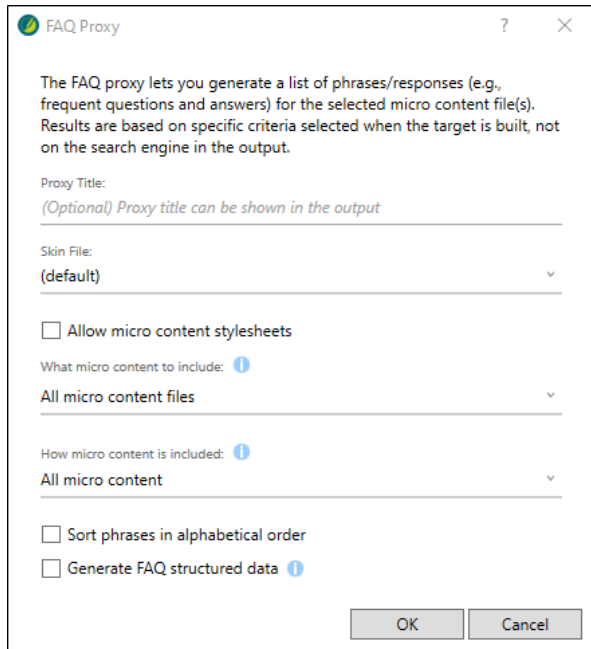 FAQ Proxy ?
The FAQ proxy lets you generate a list of phrases/responses (e.g.,
frequent questions and answers) for the selected micro content file(s).
Results are based on specific criteria selected when the target is built, not
on the search engine in the output.
Proxy Title:
(Optional) Proxy title can be shown in the output
Skin File:
(default)
Allow micro content stylesheets
What micro content to include: i
All micro content files
How micro content is included: i
All micro content
Sort phrases in alphabetical order
Generate FAQ structured data i
OK Cancel